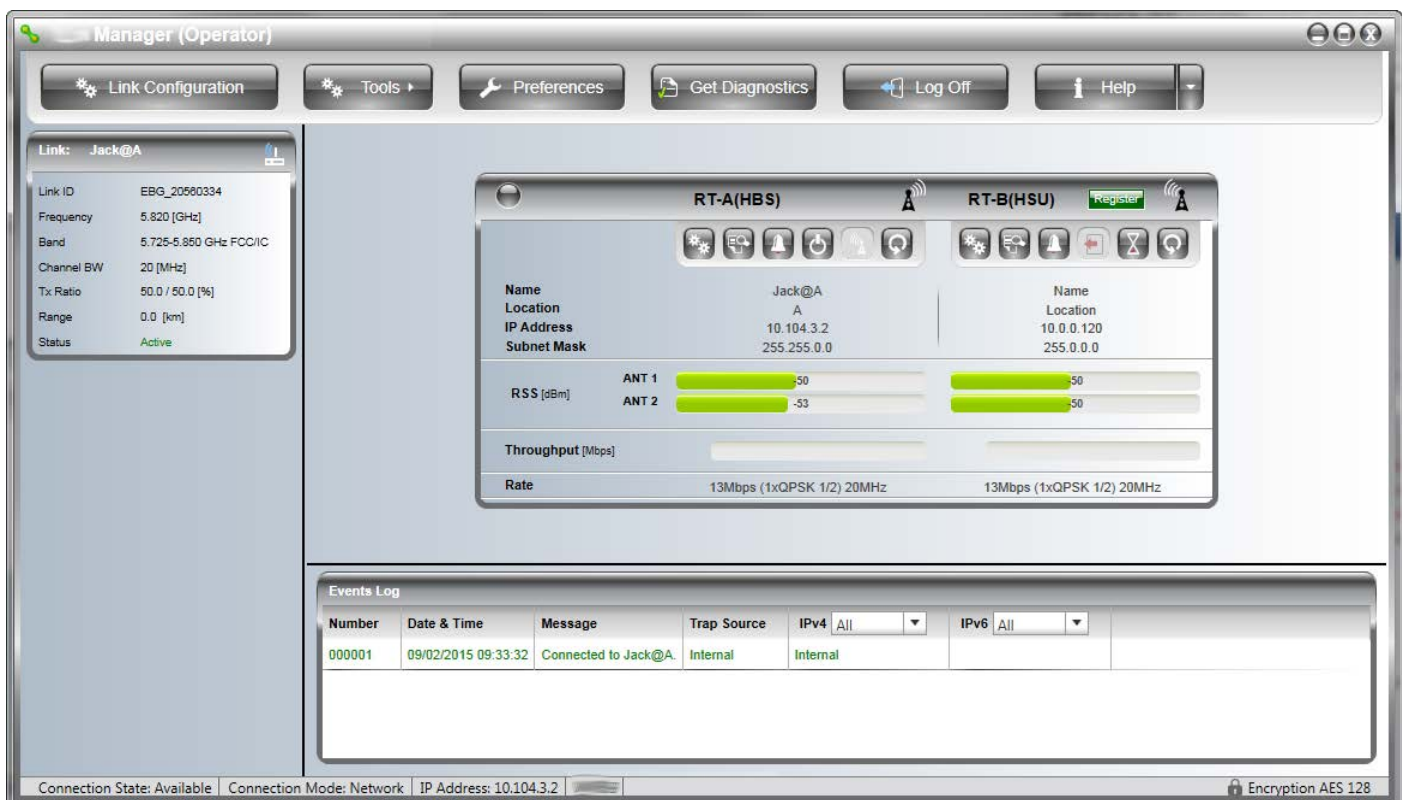 Manager (Operator)
Link Configuration Tools Preferences Get Diagnostics Log Off Help
Link: Jack@A
Link ID EBG_20560334
Frequency 5.820 [GHz]
Band 5.725-5.850 GHz FCC/IC
Channel BW 20 [MHz]
Tx Ratio 50.0 / 50.0 [%]
Range 0.0 [km]
Status Active
RT-A(HBS) RT-B(HSU) Register
Name Jack@A Name
Location A Location
IP Address 10.104.3.2 10.0.0.120
Subnet Mask 255.255.0.0 255.0.0.0
RSS [dBm]
ANT 1 -50 -50
ANT 2 -53 -50
Throughput [Mbps]
Rate 13Mbps (1xQPSK 1/2) 20MHz 13Mbps (1xQPSK 1/2) 20MHz
Events Log
Number Date & Time Message Trap Source IPv4 All IPv6 All
000001 09/02/2015 09:33:32 Connected to Jack@A. Internal Internal
Connection State: Available Connection Mode: Network IP Address: 10.104.3.2 Encryption AES 128